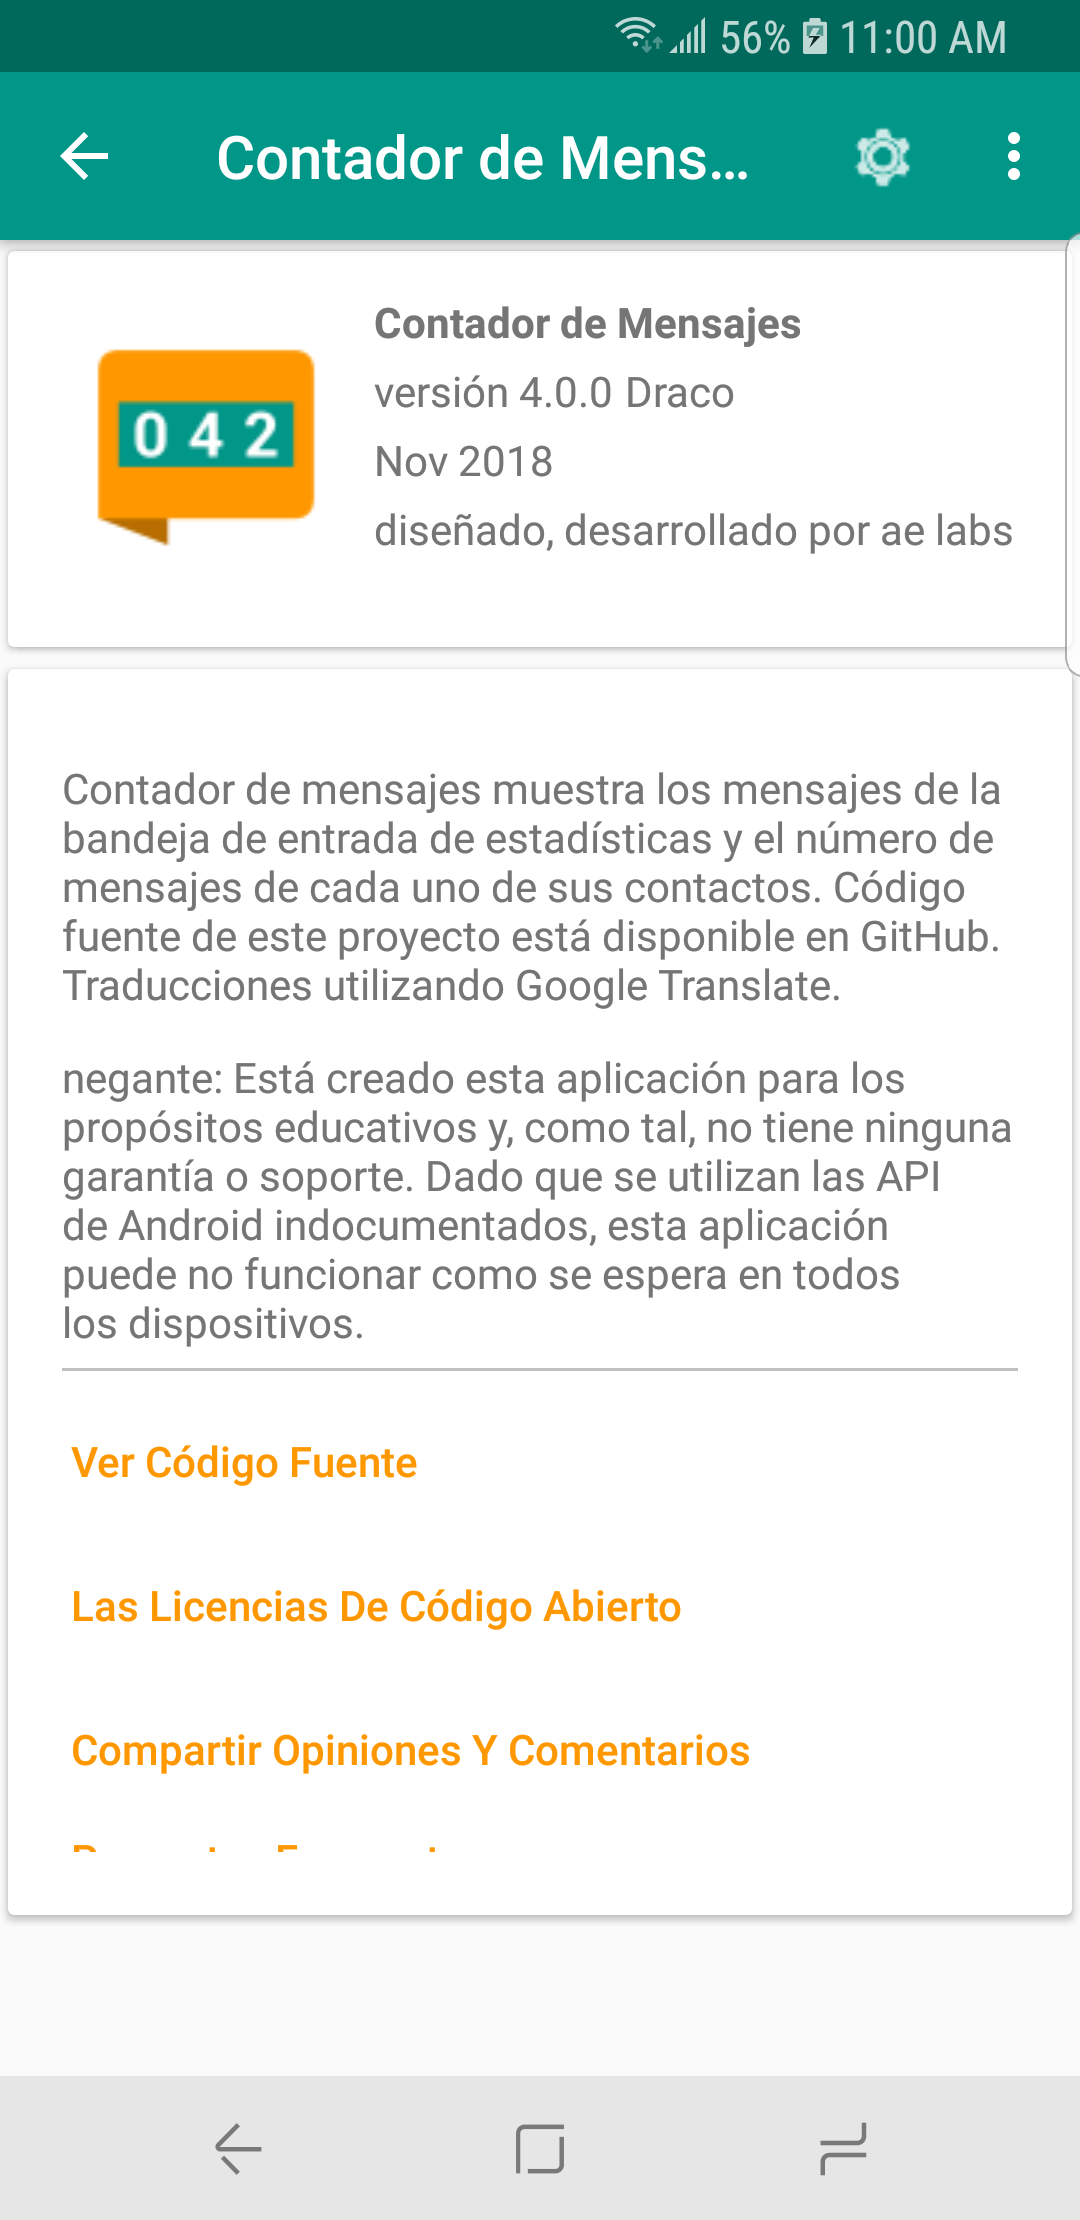 56% 11:00 AM
Contador de Mens...
Contador de Mensajes
versión 4.0.0 Draco
Nov 2018
diseñado, desarrollado por ae labs
042
Contador de mensajes muestra los mensajes de la
bandeja de entrada de estadísticas y el número de
mensajes de cada uno de sus contactos. Código
fuente de este proyecto está disponible en GitHub.
Traducciones utilizando Google Translate.
negante: Está creado esta aplicación para los
propósitos educativos y, como tal, no tiene ninguna
garantía o soporte. Dado que se utilizan las API
de Android indocumentados, esta aplicación
puede no funcionar como se espera en todos
los dispositivos.
Ver Código Fuente
Las Licencias De Código Abierto
Compartir Opiniones Y Comentarios